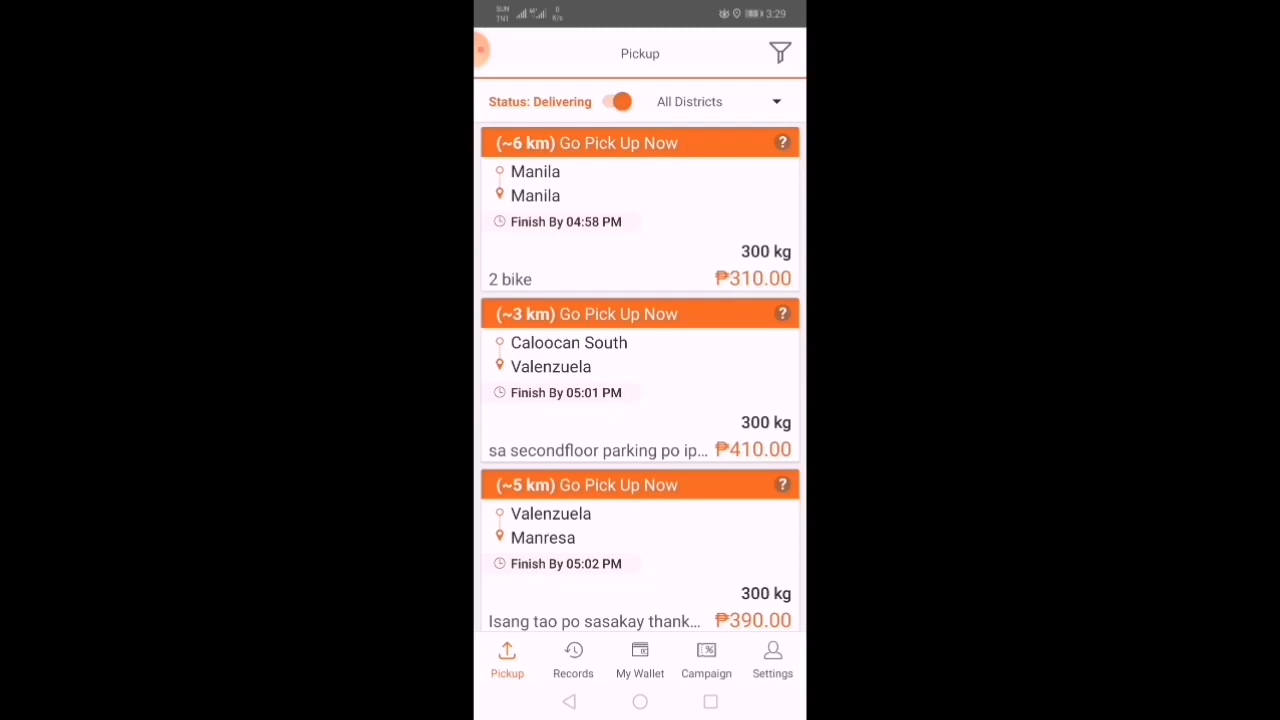 SUN
TNT
4G+
0
K/s
3:29
Pickup
Status: Delivering
All Districts
(~6 km) Go Pick Up Now ?
Manila
Manila
Finish By 04:58 PM
300 kg
2 bike ₱310.00
(~3 km) Go Pick Up Now ?
Caloocan South
Valenzuela
Finish By 05:01 PM
300 kg
sa secondfloor parking po ip... ₱410.00
(~5 km) Go Pick Up Now ?
Valenzuela
Manresa
Finish By 05:02 PM
300 kg
Isang tao po sasakay thank... ₱390.00
Pickup Records My Wallet Campaign Settings